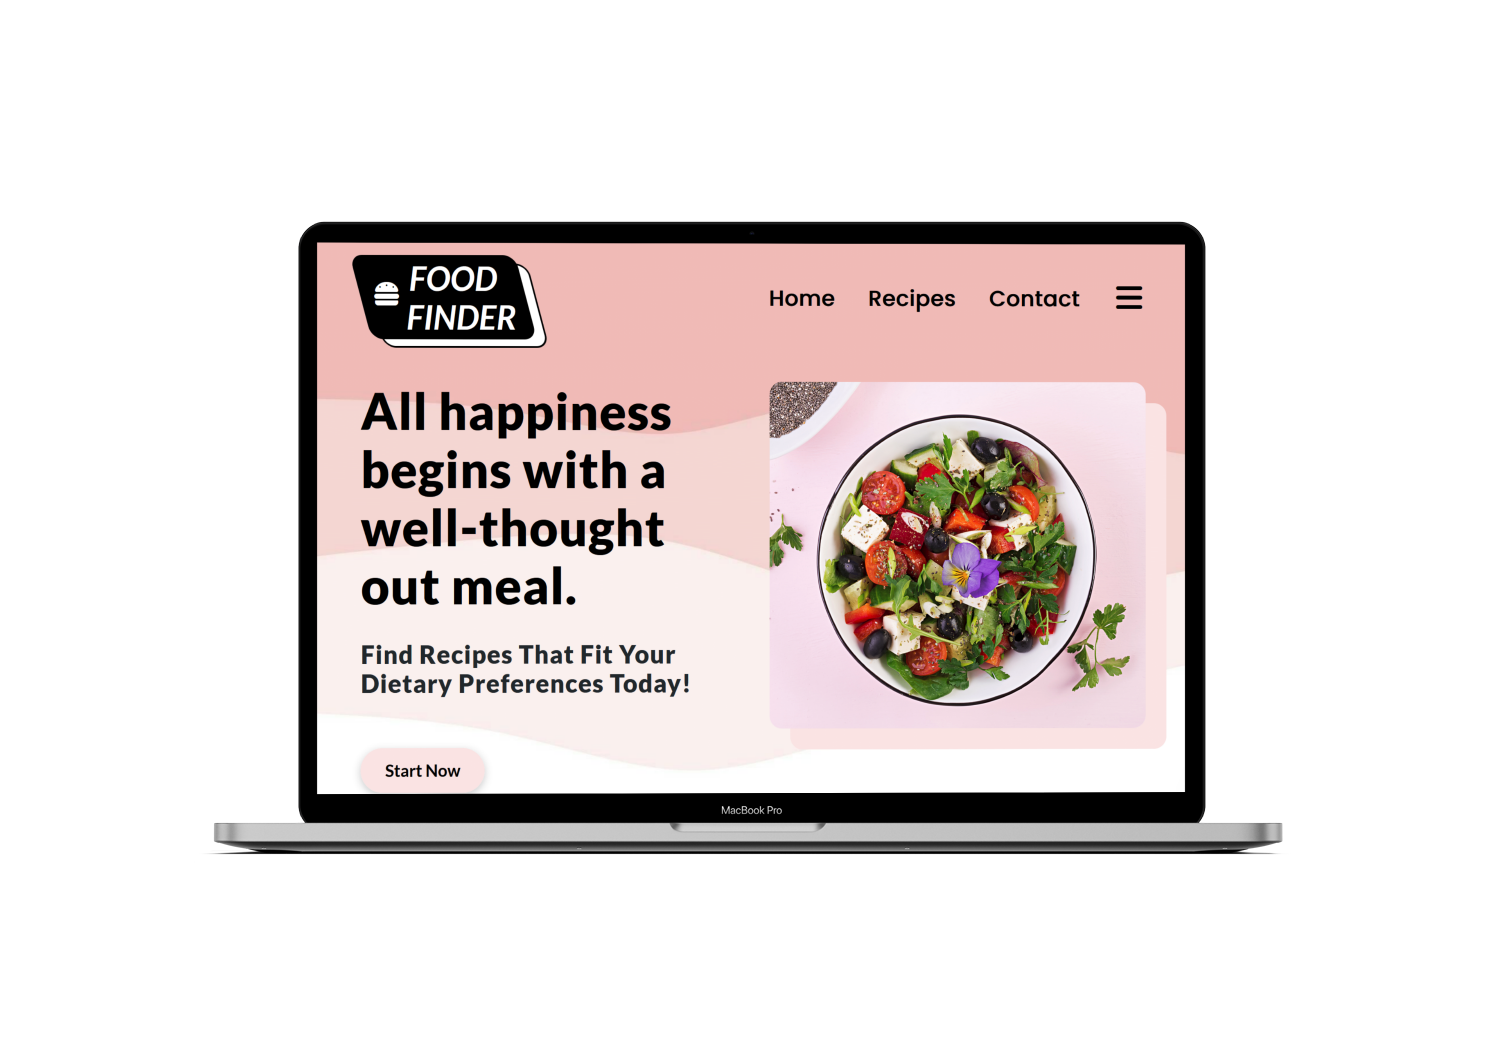 FOOD
FINDER
Home Recipes Contact
All happiness
begins with a
well-thought
out meal.
Find Recipes That Fit Your
Dietary Preferences Today!
Start Now
MacBook Pro